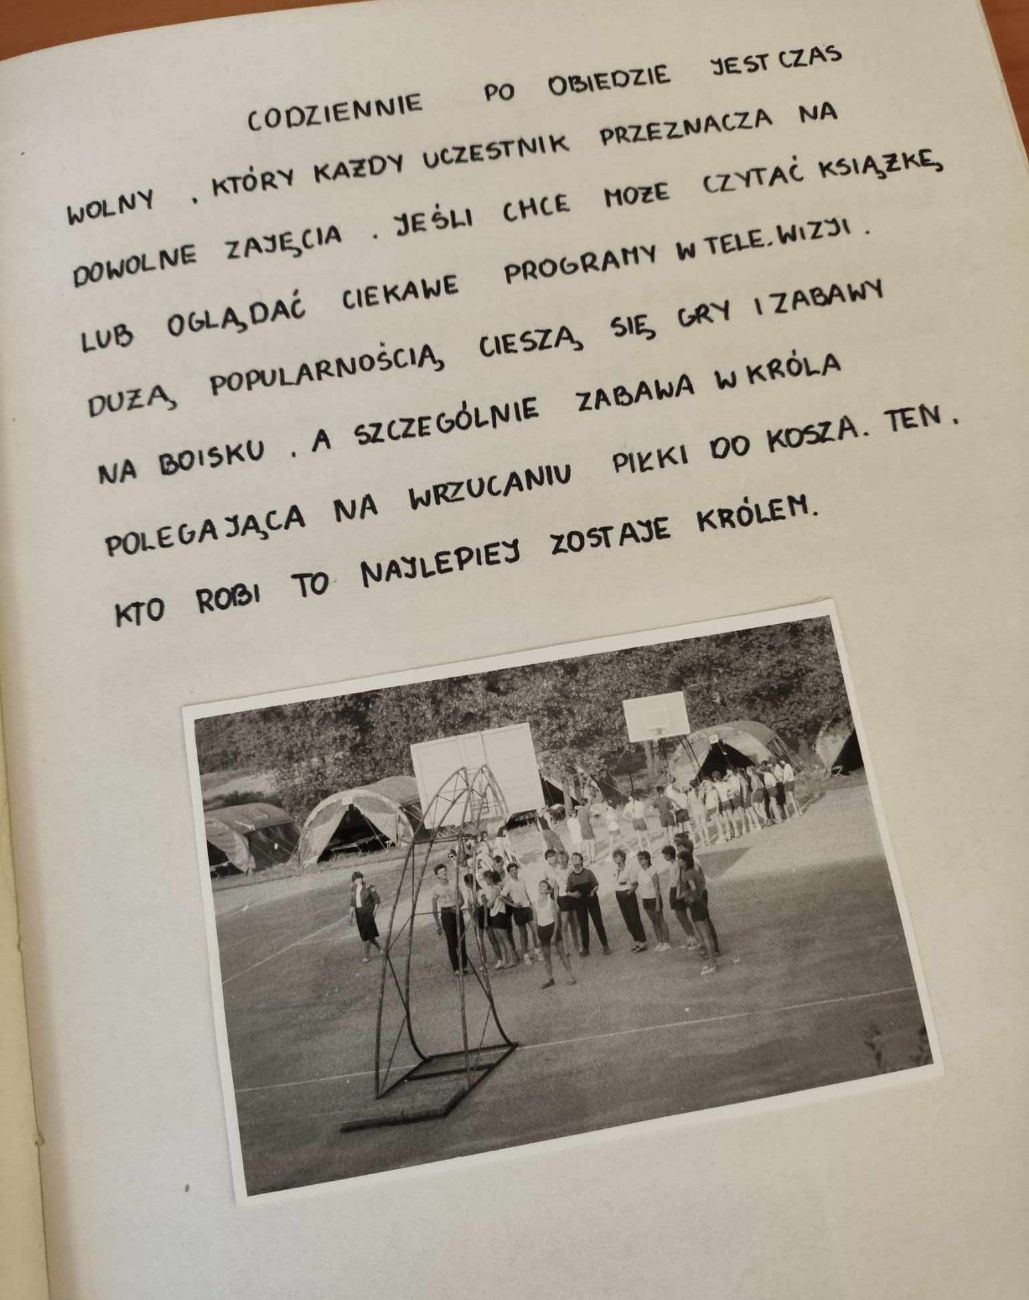 CODZIENNIE PO OBIEDZIE JEST CZAS
WOLNY , KTÓRY KAŻDY UCZESTNIK PRZEZNACZA NA
DOWOLNE ZAJĘCIA . JEŚLI CHCE MOŻE CZYTAĆ KSIĄŻKĘ
LUB OGLĄDAĆ CIEKAWE PROGRAMY W TELE.WIZJI .
DUŻĄ POPULARNOŚCIĄ CIESZĄ SIĘ GRY I ZABAWY
NA BOISKU . A SZCZEGÓLNIE ZABAWA W KRÓLA
POLEGAJĄCA NA WRZUCANIU PIŁKI DO KOSZA. TEN .
KTO ROBI TO NAJLEPIEJ ZOSTAJE KRÓLEM.